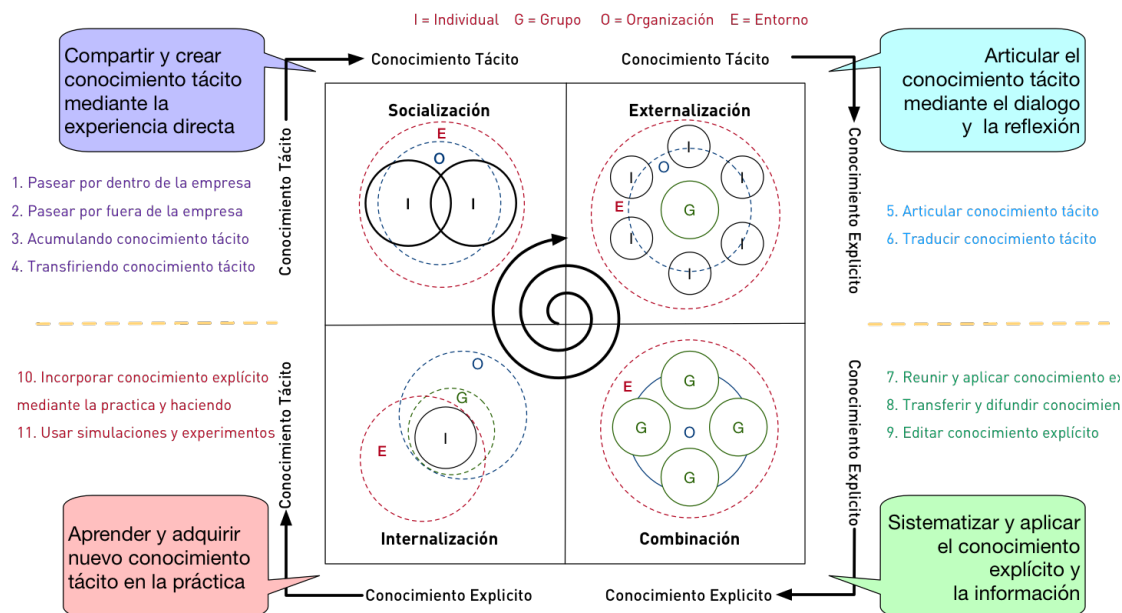 I = Individual G = Grupo O = Organización E = Entorno
Compartir y crear
conocimiento tácito
mediante la
experiencia directa
Conocimiento Tácito
Conocimiento Tácito
Articular el
conocimiento tácito
mediante el dialogo
y la reflexión
Socialización
E
O
I
I
Externalización
I
O
I
I
E
G
I
I
I
Conocimiento Tácito
Conocimiento Explicito
1. Pasear por dentro de la empresa
2. Pasear por fuera de la empresa
3. Acumulando conocimiento tácito
4. Transfiriendo conocimiento tácito
5. Articular conocimiento tácito
6. Traducir conocimiento tácito
10. Incorporar conocimiento explícito
mediante la practica y haciendo
11. Usar simulaciones y experimentos
Conocimiento Tácito
O
G
I
E
Internalización
E
G
G
O
G
G
Combinación
Conocimiento Explicito
7. Reunir y aplicar conocimiento
8. Transferir y difundir
9. Editar conocimiento explícito
Aprender y adquirir
nuevo conocimiento
tácito en la práctica
Conocimiento Explicito
Conocimiento Explicito
Sistematizar y aplicar
el conocimiento
explícito y
la información